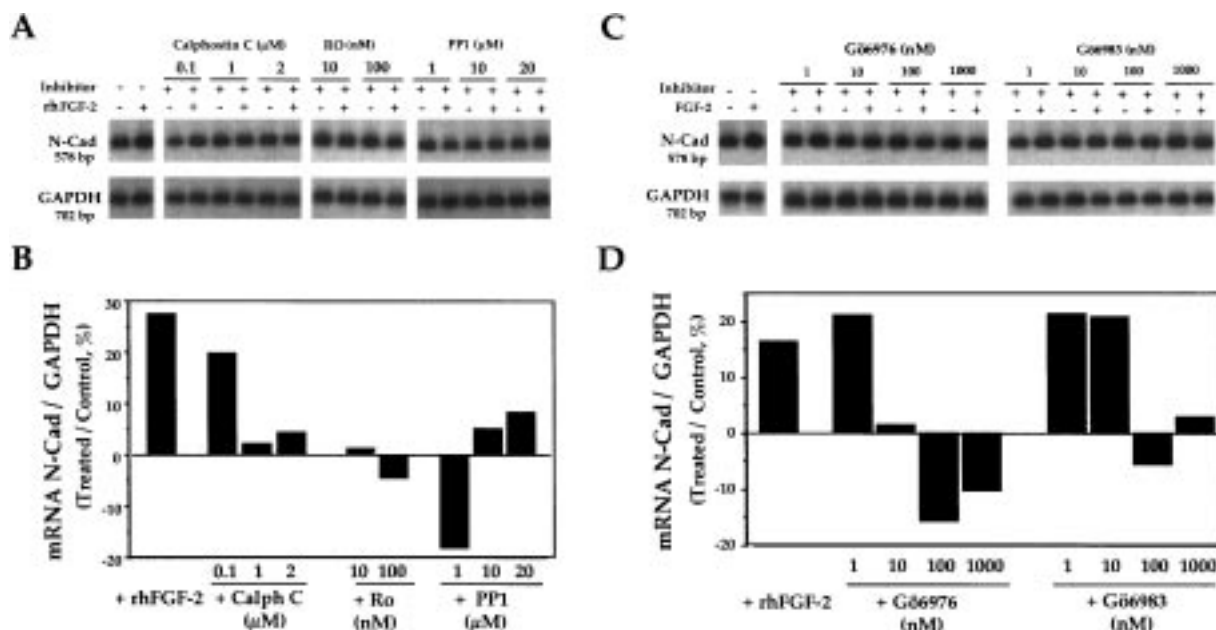 A
Calphostin C (µM) RO (nM) PP1 (µM)
0.1 1 2 10 100 1 10 20
Inhibitor - - + + + + + + + + + + + + + + + +
rhFGF-2 - + - + - + - + - + - + - + - + - +
N-Cad
578 bp
GAPDH
702 bp
B
mRNA N-Cad / GAPDH
(Treated / Control, %)
30
20
10
0
-10
-20
0.1 1 2 10 100 1 10 20
+ rhFGF-2 + Calph C + Ro + PP1
(µM) (nM) (µM)
C
Gö6976 (nM) Gö6983 (nM)
1 10 100 1000 1 10 100 1000
Inhibitor - - + + + + + + + + + + + + + + + +
FGF-2 - + - + - + - + - + - + - + - + - +
N-Cad
578 bp
GAPDH
702 bp
D
mRNA N-Cad / GAPDH
(Treated / Control, %)
20
10
0
-10
-20
1 10 100 1000 1 10 100 1000
+ rhFGF-2 + Gö6976 + Gö6983
(nM) (nM)